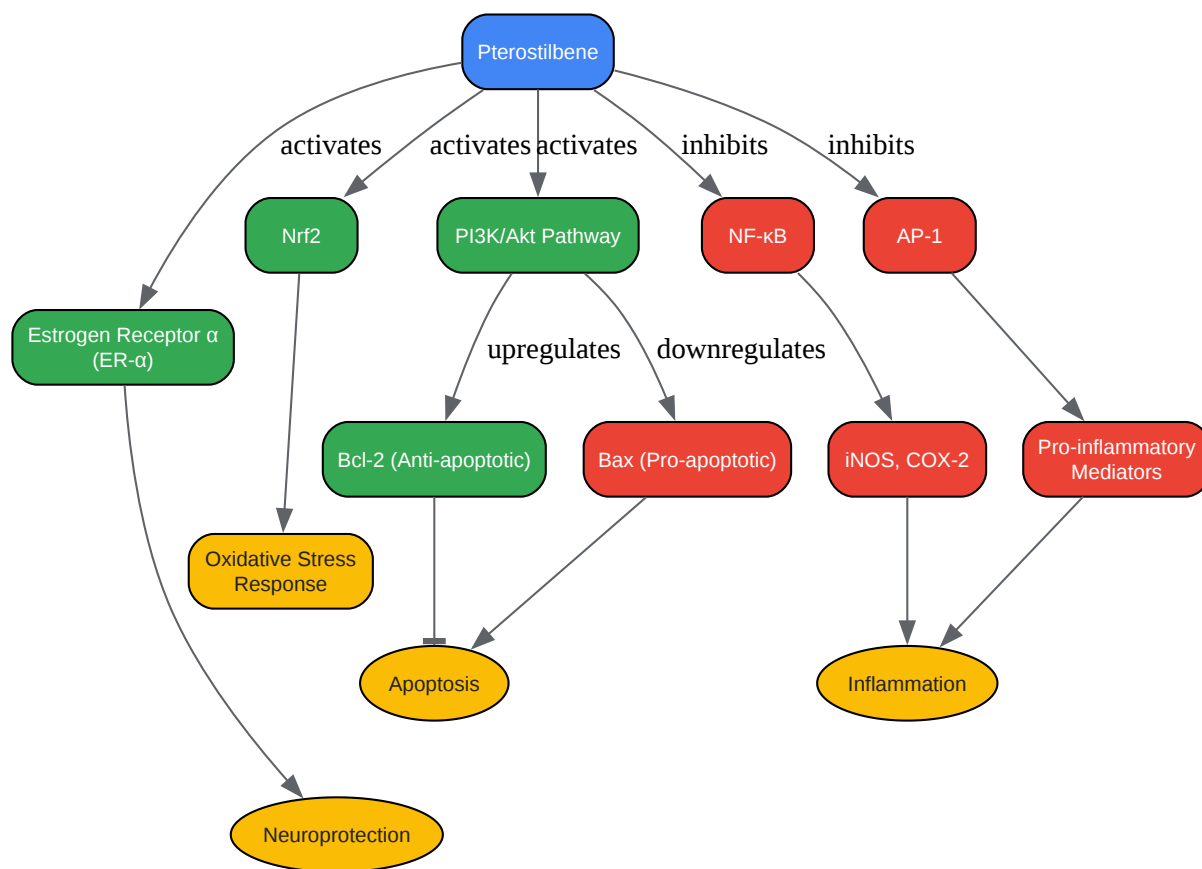 Pterostilbene
activates
activates
activates
inhibits
inhibits
Nrf2
PI3K/Akt Pathway
NF-κB
AP-1
Estrogen Receptor α
(ER-α)
upregulates
downregulates
Bcl-2 (Anti-apoptotic)
Bax (Pro-apoptotic)
iNOS, COX-2
Pro-inflammatory
Mediators
Oxidative Stress
Response
Apoptosis
Inflammation
Neuroprotection